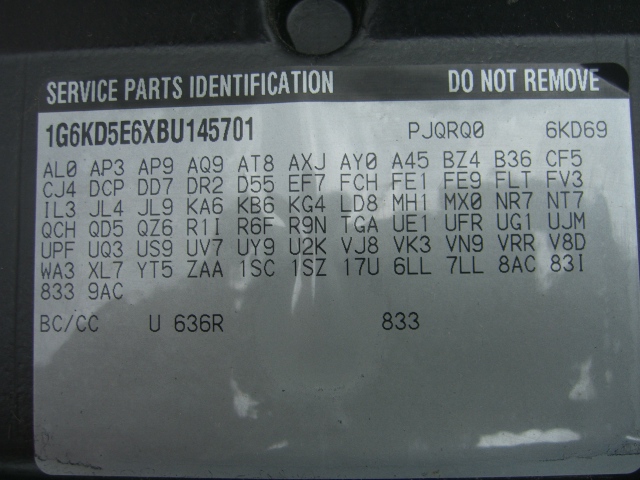 SERVICE PARTS IDENTIFICATION DO NOT REMOVE
1G6KD5E6XBU145701 PJQRQ0 6KD69
AL0 AP3 AP9 AQ9 AT8 AXJ AY0 A45 BZ4 B36 CF5
CJ4 DCP DD7 DR2 D55 EF7 FCH FE1 FE9 FLT FV3
IL3 JL4 JL9 KA6 KB6 KG4 LD8 MH1 MX0 NR7 NT7
QCH QD5 QZ6 R1I R6F R9N TGA UE1 UFR UG1 UJM
UPF UQ3 US9 UV7 UY9 U2K VJ8 VK3 VN9 VRR V8D
WA3 XL7 YT5 ZAA 1SC 1SZ 17U 6LL 7LL 8AC 83I
833 9AC
BC/CC U 636R 833